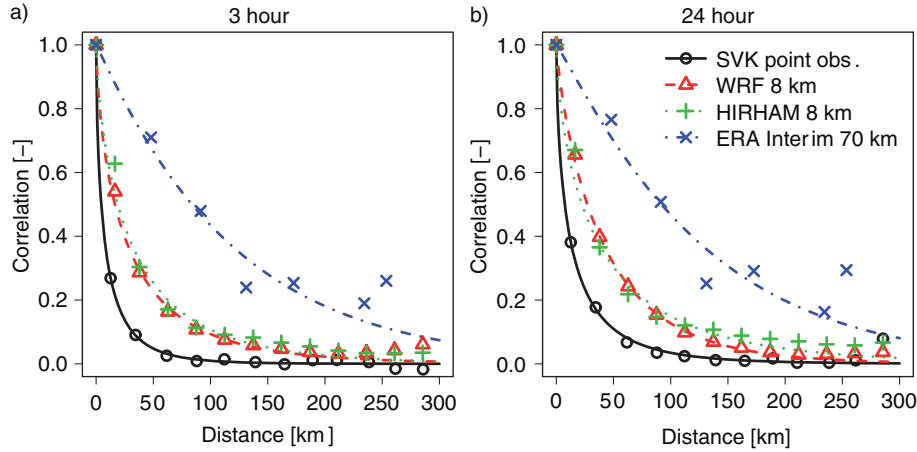 a)
3 hour
Correlation [–]
1.0
0.8
0.6
0.4
0.2
0.0
0 50 100 150 200 250 300
Distance [km]
b)
24 hour
SVK point obs.
WRF 8 km
HIRHAM 8 km
ERA Interim 70 km
Correlation [–]
1.0
0.8
0.6
0.4
0.2
0.0
0 50 100 150 200 250 300
Distance [km]